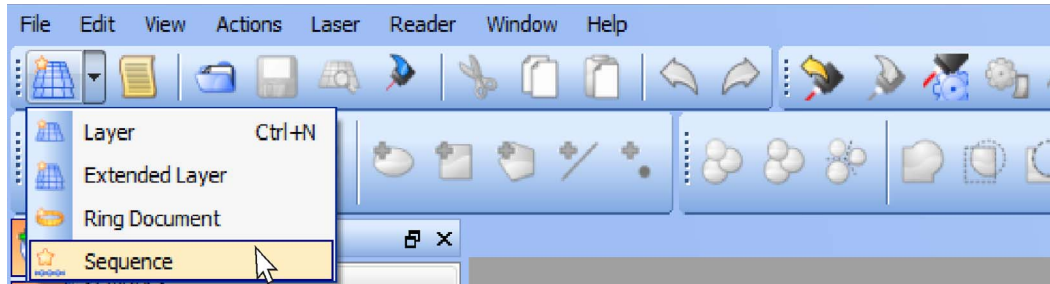 File Edit View Actions Laser Reader Window Help
Layer Ctrl+N
Extended Layer
Ring Document
Sequence